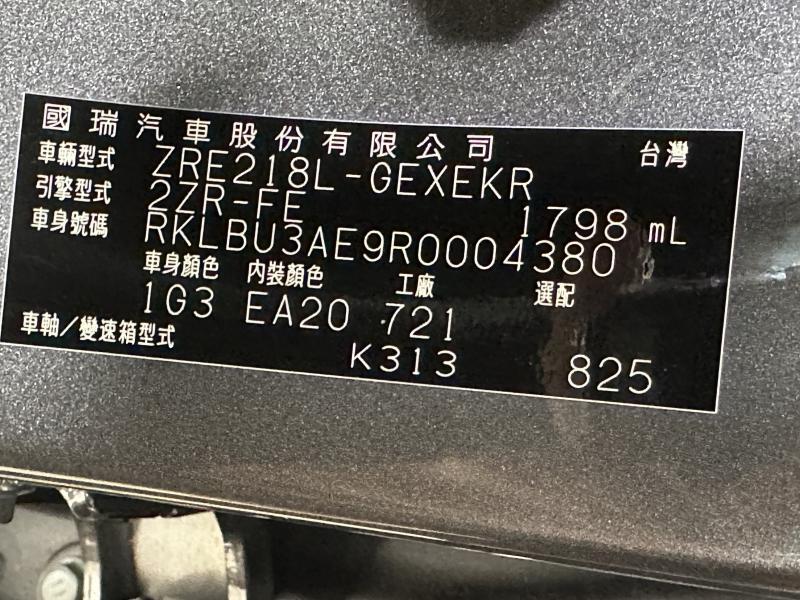 國瑞汽車股份有限公司 台灣
車輛型式 ZRE218L-GEXEKR
引擎型式 2ZR-FE 1798 mL
車身號碼 RKLBU3AE9R0004380
車身顏色 內裝顏色 工廠 選配
1G3 EA20 721
車軸/變速箱型式 K313 825